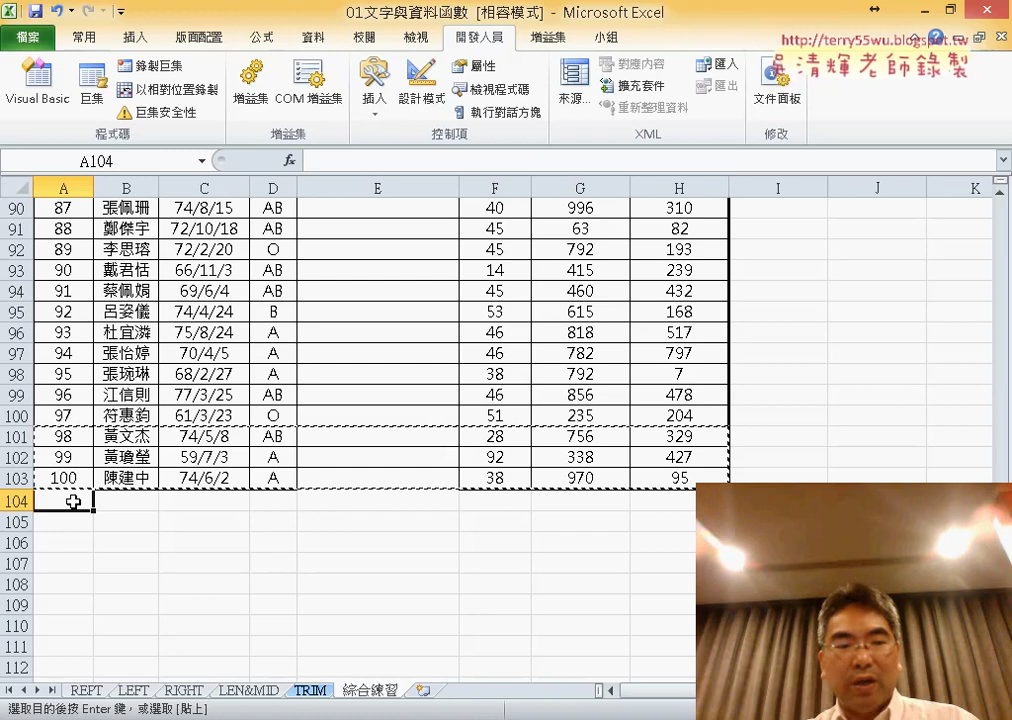 01文字與資料函數 [相容模式] - Microsoft Excel
檔案 常用 插入 版面配置 公式 資料 校閱 檢視 開發人員 增益集 小組
http://terry55wu.blogspot.tw
吳清輝老師錄製
Visual Basic 巨集 錄製巨集 以相對位置錄製 巨集安全性 程式碼
增益集 COM 增益集 增益集
插入 設計模式 屬性 檢視程式碼 執行對話方塊 控制項
來源... 對應內容 擴充套件 重新整理資料 匯入 匯出 XML
文件面板 修改
A104 fx
A B C D E F G H I J K
90 87 張佩珊 74/8/15 AB 40 996 310
91 88 鄭傑宇 72/10/18 AB 45 63 82
92 89 李思瑢 72/2/20 O 45 792 193
93 90 戴君恬 66/11/3 AB 14 415 239
94 91 蔡佩娟 69/6/4 AB 45 460 432
95 92 呂姿儀 74/4/24 B 53 615 168
96 93 杜宜潾 75/8/24 A 46 818 517
97 94 張怡婷 70/4/5 A 46 782 797
98 95 張琬琳 68/2/27 A 38 792 7
99 96 江信則 77/3/25 AB 46 856 478
100 97 符惠鈞 61/3/23 O 51 235 204
101 98 黃文杰 74/5/8 AB 28 756 329
102 99 黃瓊瑩 59/7/3 A 92 338 427
103 100 陳建中 74/6/2 A 38 970 95
104
105
106
107
108
109
110
111
112
REPT LEFT RIGHT LEN&MID TRIM 綜合練習
選取目的後按 Enter 鍵，或選取 [貼上]